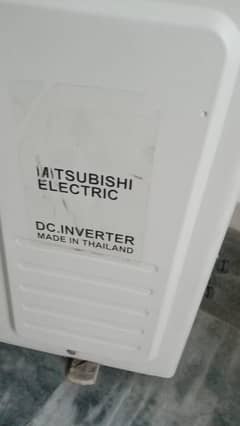 MITSUBISHI
ELECTRIC
DC.INVERTER
MADE IN THAILAND